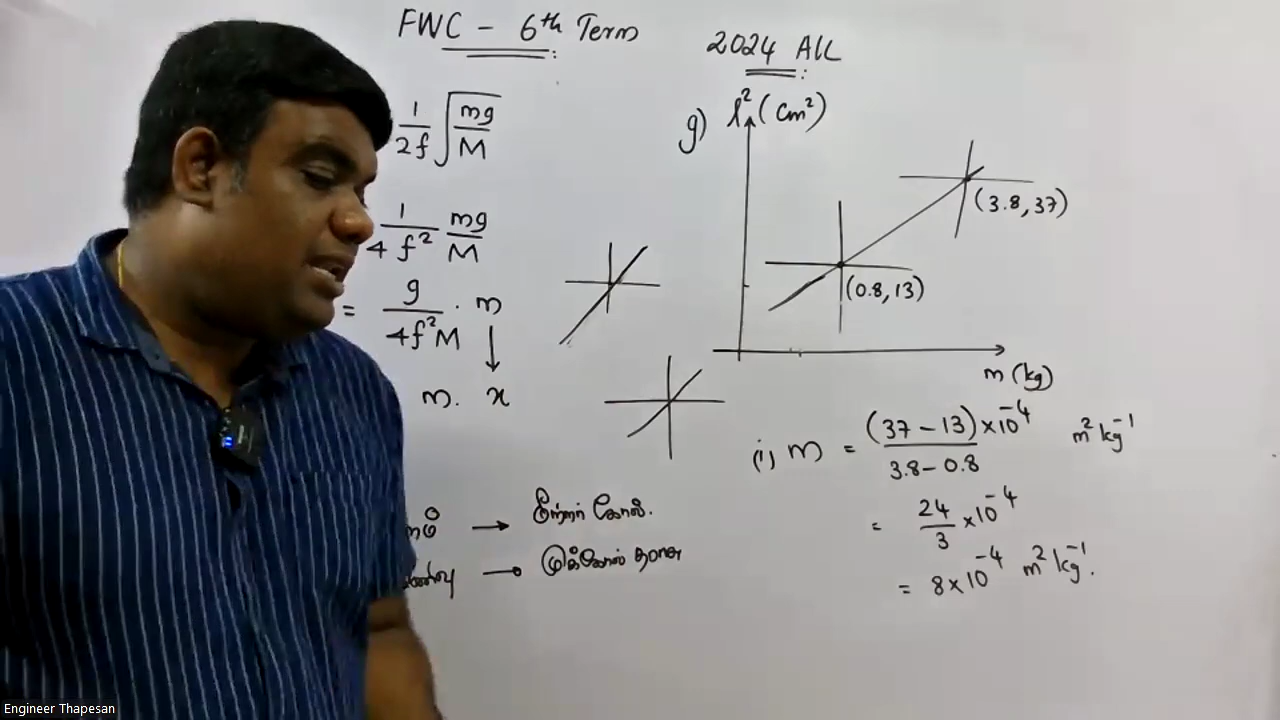 FWC - 6th Term
2024 A/L
1/2f √(mg/M)
1/4f² mg/M
= g/4f²M . m
m. x
→ மீற்றர் கோல்.
→ முக்கோல் தராசு
g) l² (cm²)
(3.8, 37)
(0.8, 13)
m (kg)
(i) m = (37 - 13) × 10⁻⁴ / 3.8 - 0.8 m² kg⁻¹
= 24/3 × 10⁻⁴
= 8 × 10⁻⁴ m² kg⁻¹.
Engineer Thapesan